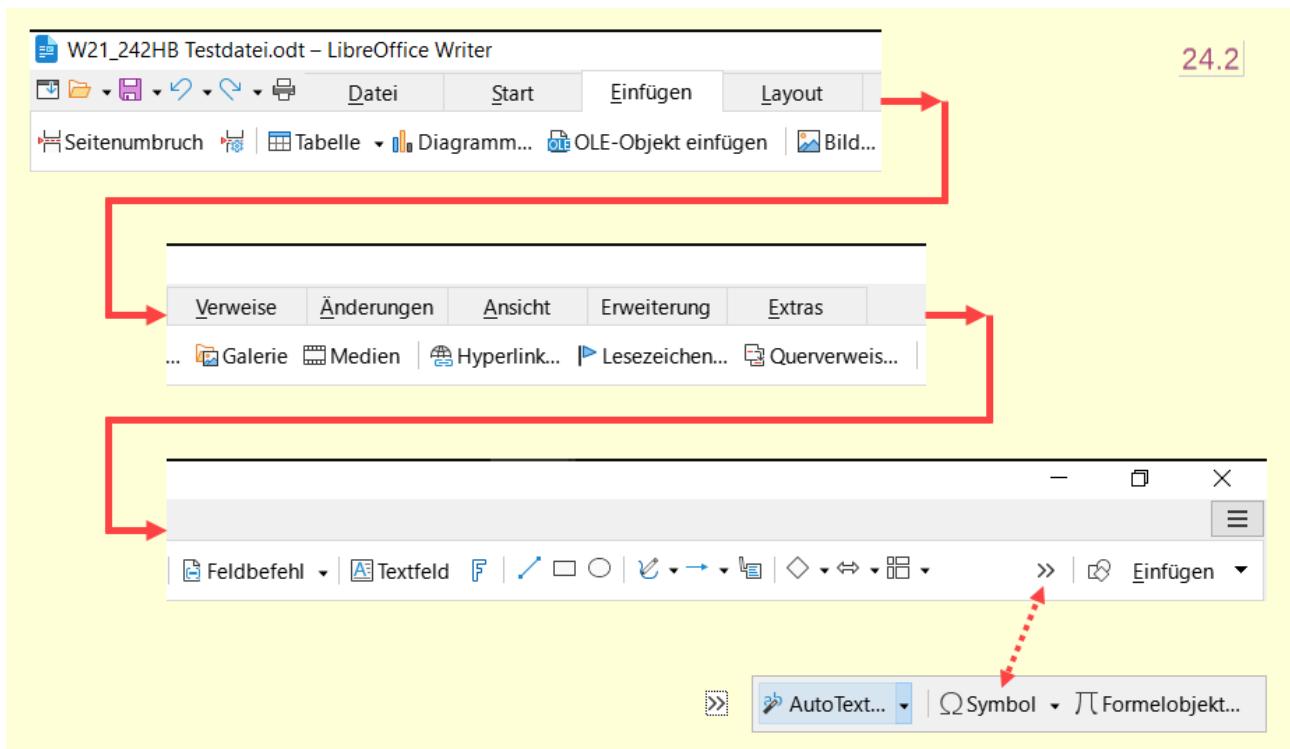 W21_242HB Testdatei.odt – LibreOffice Writer
24.2
Datei Start Einfügen Layout
Seitenumbruch Tabelle Diagramm... OLE OLE-Objekt einfügen Bild...
Verweise Änderungen Ansicht Erweiterung Extras
... Galerie Medien Hyperlink... Lesezeichen... Querverweis...
Feldbefehl A Textfeld F >> Einfügen
>> AutoText... Ω Symbol π Formelobjekt...